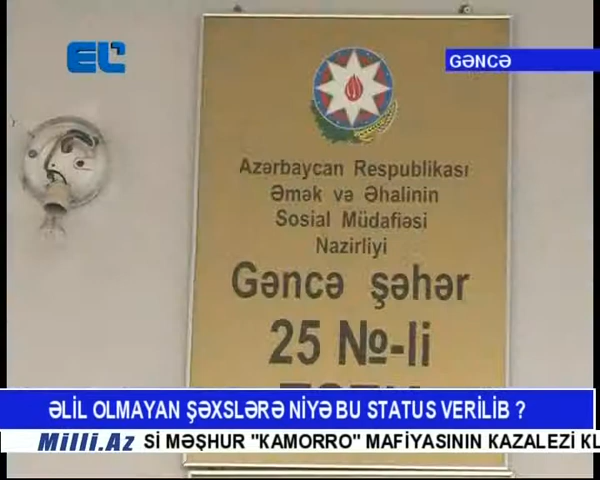 EL
GƏNCƏ
Azərbaycan Respublikası
Əmək və Əhalinin
Sosial Müdafiəsi
Nazirliyi
Gəncə şəhər
25 №-li
ƏLİL OLMAYAN ŞƏXSLƏRƏ NİYƏ BU STATUS VERİLİB ?
Milli.Az Sİ MƏŞHUR "KAMORRO" MAFİYASININ KAZALEZİ KL